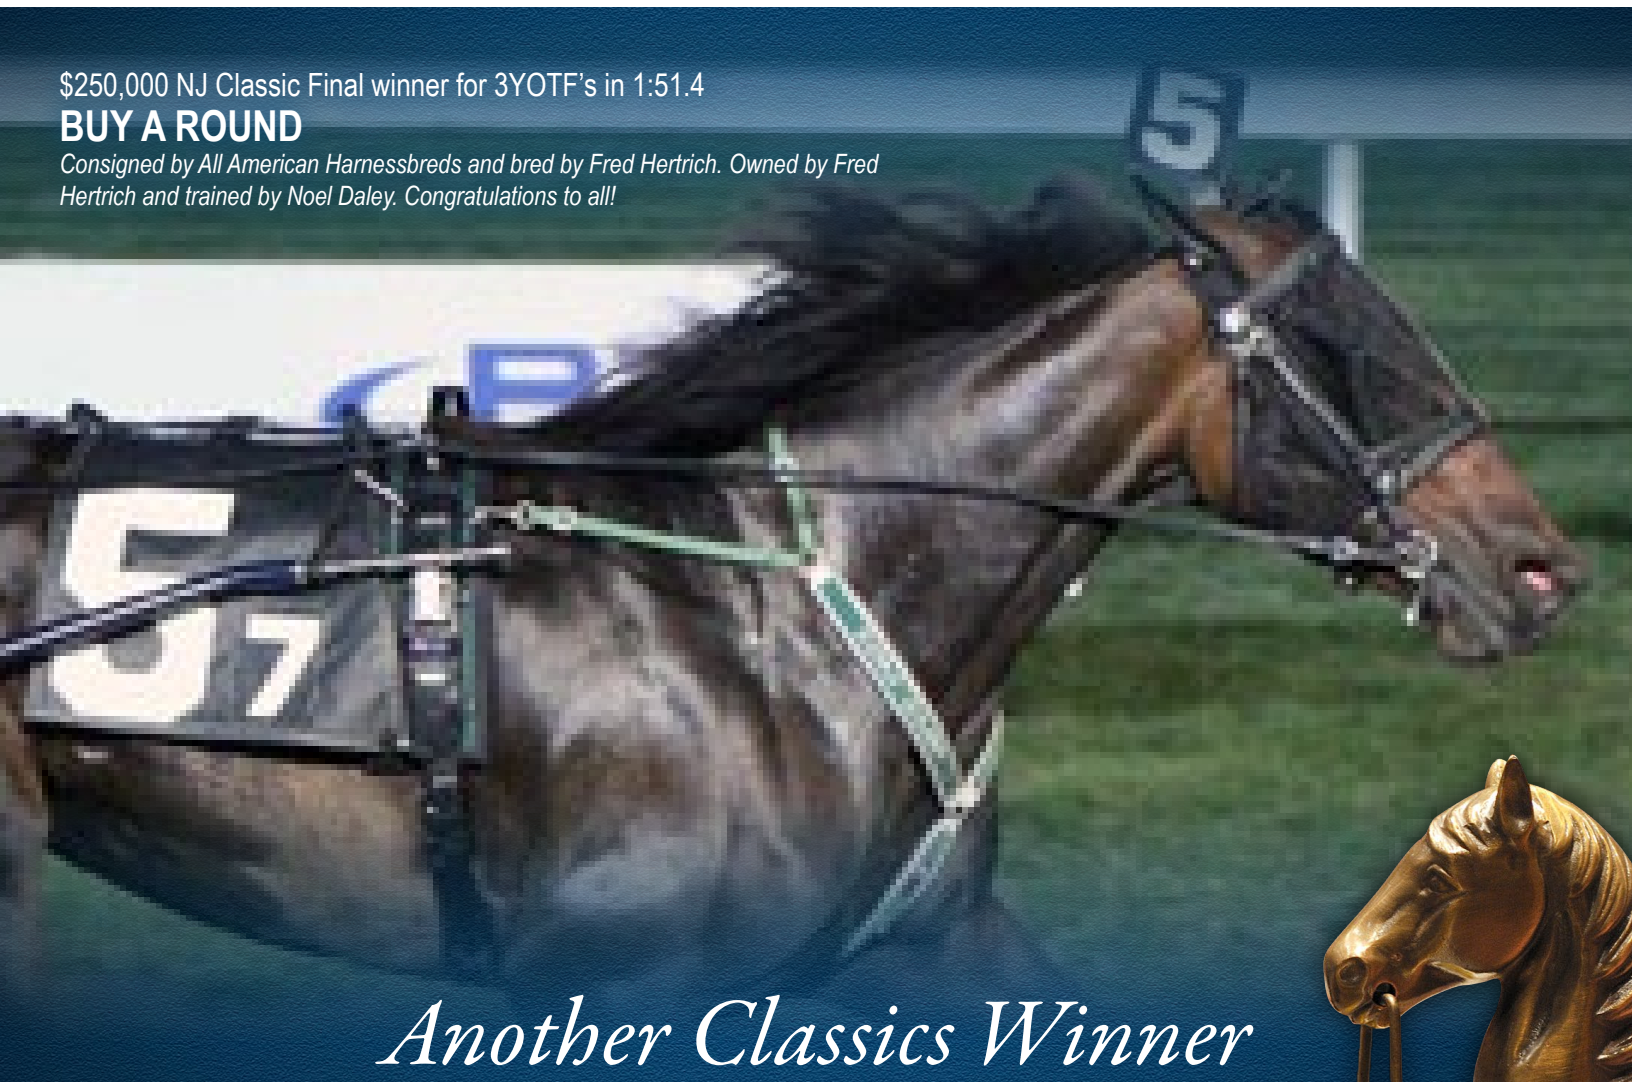 $250,000 NJ Classic Final winner for 3YOTF's in 1:51.4
BUY A ROUND
Consigned by All American Harnessbreds and bred by Fred Hertrich. Owned by Fred
Hertrich and trained by Noel Daley. Congratulations to all!
5
5 7
Another Classics Winner